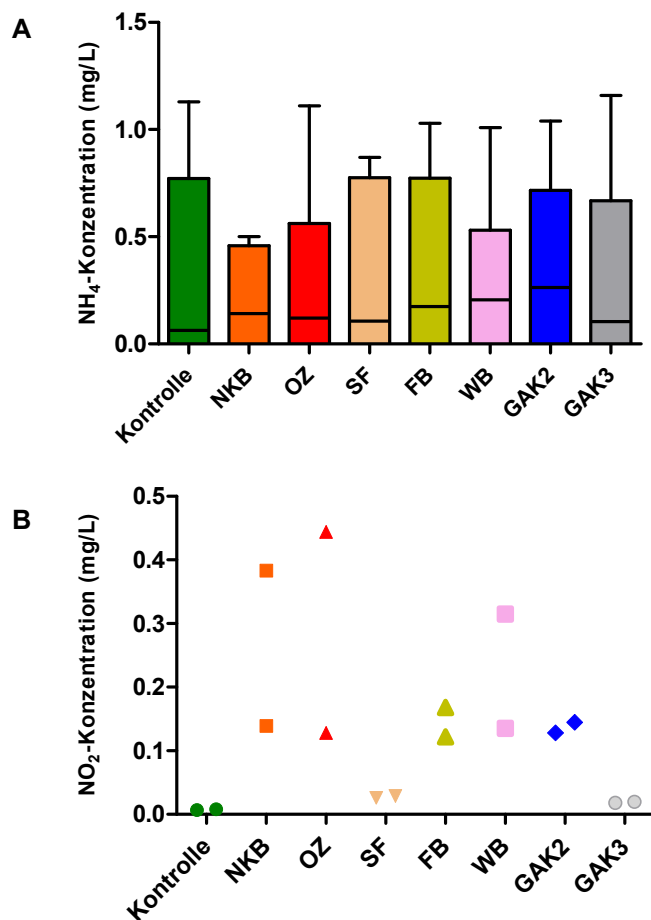 A
NH4-Konzentration (mg/L)
1.5
1.0
0.5
0.0
Kontrolle
NKB
OZ
SF
FB
WB
GAK2
GAK3
B
NO2-Konzentration (mg/L)
0.5
0.4
0.3
0.2
0.1
0.0
Kontrolle
NKB
OZ
SF
FB
WB
GAK2
GAK3